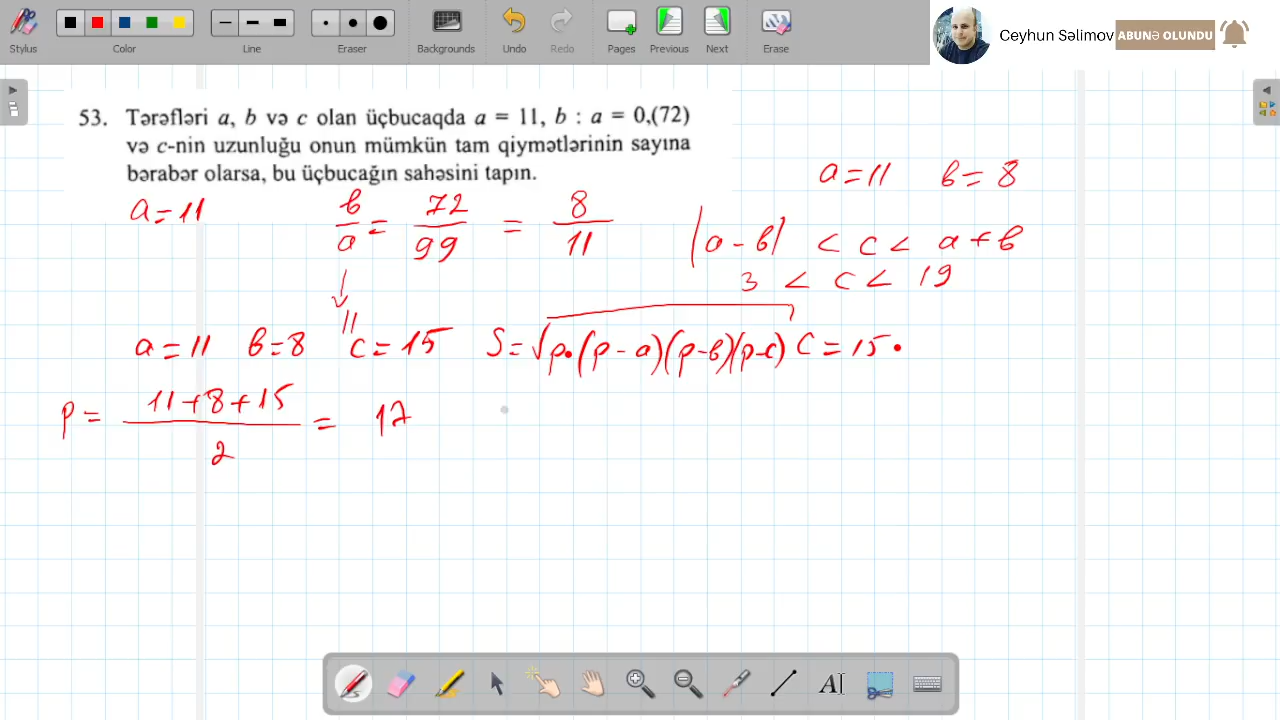 Stylus Color Line Eraser Backgrounds Undo Redo Pages Previous Next Erase
Ceyhun Səlimov ABUNƏ OLUNDU
53. Tərəfləri a, b və c olan üçbucaqda a = 11, b : a = 0,(72)
və c-nin uzunluğu onun mümkün tam qiymətlərinin sayına
bərabər olarsa, bu üçbucağın sahəsini tapın.
a=11 b=8
a=11 b/a = 72/99 = 8/11
|a-b| < c < a+b
3 < c < 19
11
a=11 b=8 c=15 S=√p·(p-a)(p-b)(p-c) C=15.
p = 11+8+15/2 = 17